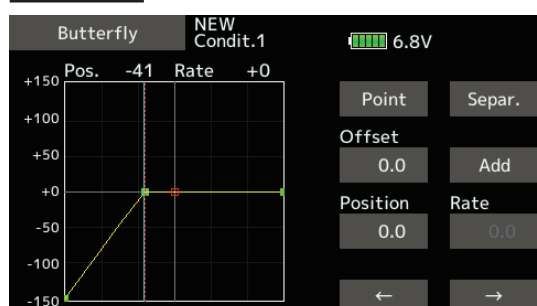 Butterfly
NEW
Condit.1
6.8V
Pos. -41 Rate +0
+150
+100
+50
+0
-50
-100
-150
Point Separ.
Offset
0.0 Add
Position Rate
0.0 0.0
← →